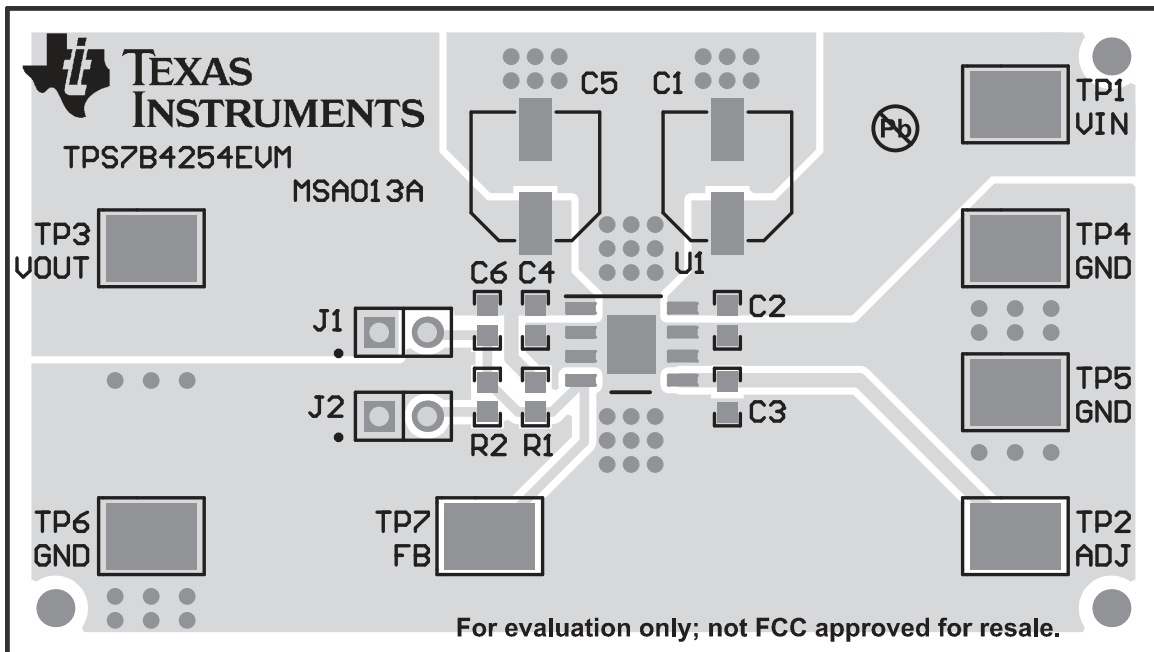 TEXAS
INSTRUMENTS
TPS7B4254EVM
MSA013A
C5
C1
Pb
TP1
VIN
TP3
VOUT
TP4
GND
U1
C6
C4
C2
J1
TP5
GND
J2
C3
R2
R1
TP6
GND
TP7
FB
TP2
ADJ
For evaluation only; not FCC approved for resale.